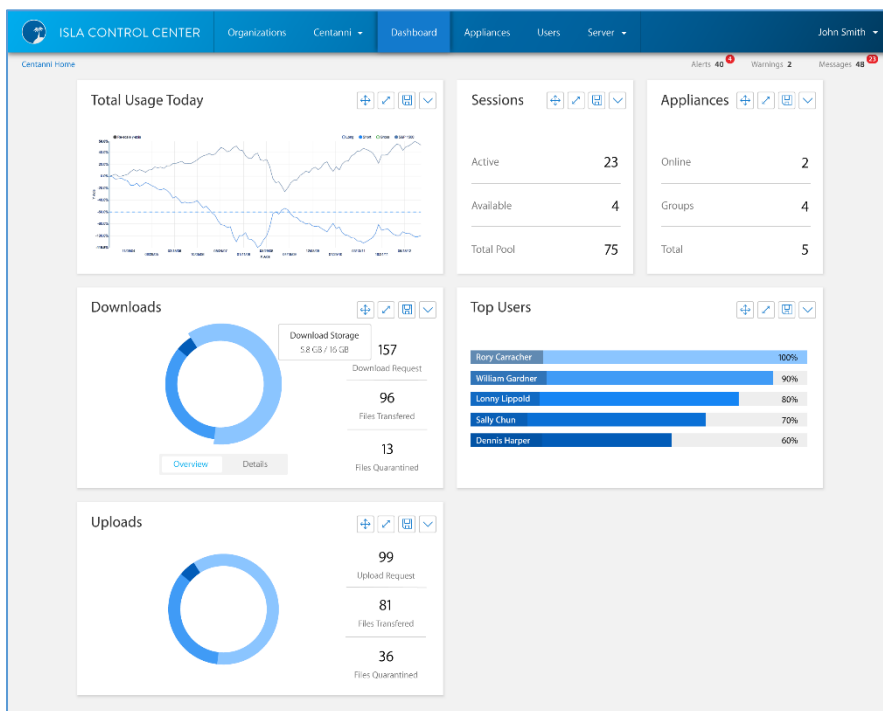 ISLA CONTROL CENTER
Organizations
Centanni
Dashboard
Appliances
Users
Server
John Smith
Centanni Home
Alerts 40 4
Warnings 2
Messages 48 23
Total Usage Today
Sessions
Active 23
Available 4
Total Pool 75
Appliances
Online 2
Groups 4
Total 5
Downloads
Download Storage
5.8 GB / 16 GB
157
Download Request
96
Files Transfered
13
Files Quarantined
Overview
Details
Top Users
Rory Carracher 100%
William Gardner 90%
Lonny Lippold 80%
Sally Chun 70%
Dennis Harper 60%
Uploads
99
Upload Request
81
Files Transfered
36
Files Quarantined